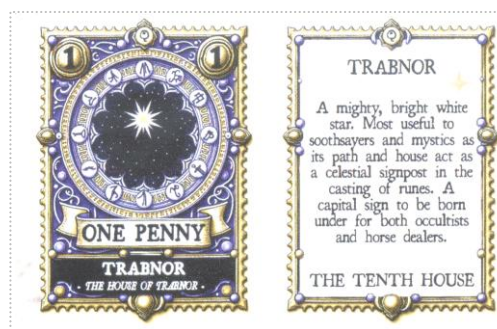 1 1
ONE PENNY
TRABNOR
· THE HOUSE OF TRABNOR ·
TRABNOR
A mighty, bright white
star. Most useful to
soothsayers and mystics as
its path and house act as
a celestial signpost in the
casting of runes. A
capital sign to be born
under for both occultists
and horse dealers.
THE TENTH HOUSE